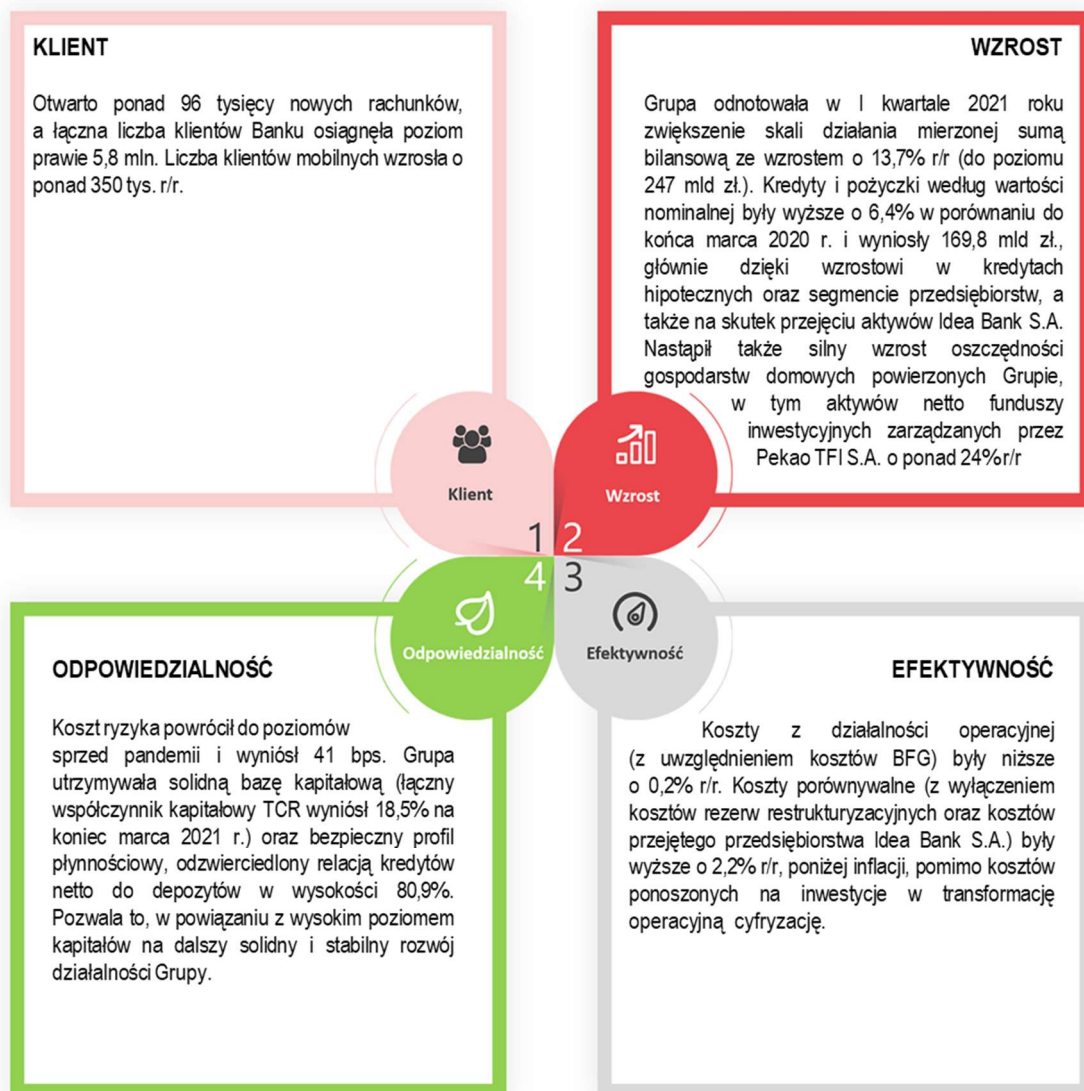 KLIENT
Otwarto ponad 96 tysięcy nowych rachunków,
a łączna liczba klientów Banku osiągnęła poziom
prawie 5,8 mln. Liczba klientów mobilnych wzrosła o
ponad 350 tys. r/r.
WZROST
Grupa odnotowała w I kwartale 2021 roku
zwiększenie skali działania mierzonej sumą
bilansową ze wzrostem o 13,7% r/r (do poziomu
247 mld zł.). Kredyty i pożyczki według wartości
nominalnej były wyższe o 6,4% w porównaniu do
końca marca 2020 r. i wyniosły 169,8 mld zł.,
głównie dzięki wzrostowi w kredytach
hipotecznych oraz segmencie przedsiębiorstw, a
także na skutek przejęciu aktywów Idea Bank S.A.
Nastąpił także silny wzrost oszczędności
gospodarstw domowych powierzonych Grupie,
w tym aktywów netto funduszy
inwestycyjnych zarządzanych przez
Pekao TFI S.A. o ponad 24%r/r
Klient
Wzrost
1 2
4 3
Odpowiedzialność
Efektywność
ODPOWIEDZIALNOŚĆ
Koszt ryzyka powrócił do poziomów
sprzed pandemii i wyniósł 41 bps. Grupa
utrzymywała solidną bazę kapitałową (łączny
współczynnik kapitałowy TCR wyniósł 18,5% na
koniec marca 2021 r.) oraz bezpieczny profil
płynnościowy, odzwierciedlony relacją kredytów
netto do depozytów w wysokości 80,9%.
Pozwala to, w powiązaniu z wysokim poziomem
kapitałów na dalszy solidny i stabilny rozwój
działalności Grupy.
EFEKTYWNOŚĆ
Koszty z działalności operacyjnej
(z uwzględnieniem kosztów BFG) były niższe
o 0,2% r/r. Koszty porównywalne (z wyłączeniem
kosztów rezerw restrukturyzacyjnych oraz kosztów
przejętego przedsiębiorstwa Idea Bank S.A.) były
wyższe o 2,2% r/r, poniżej inflacji, pomimo kosztów
ponoszonych na inwestycje w transformację
operacyjną cyfryzację.